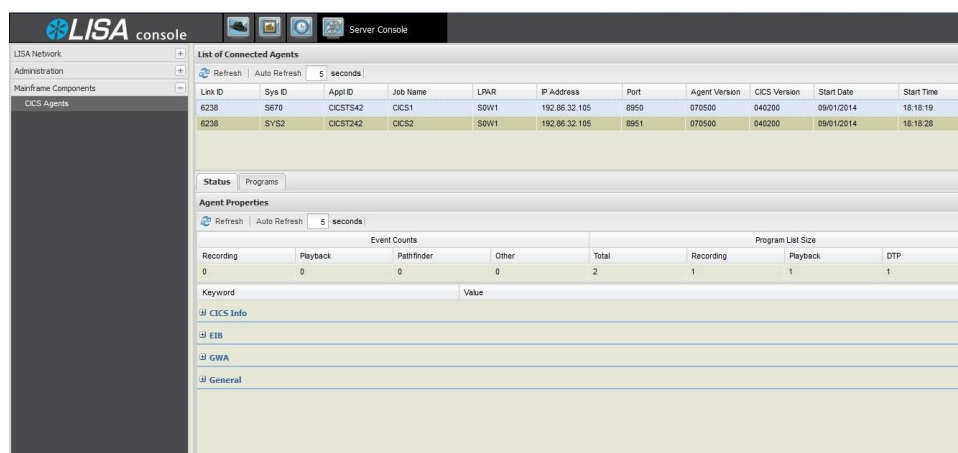 LISA console Server Console
LISA Network
Administration
Mainframe Components
CICS Agents
List of Connected Agents
Refresh Auto Refresh 5 seconds
Link ID Sys ID Appl ID Job Name LPAR IP Address Port Agent Version CICS Version Start Date Start Time
6238 S670 CICSTS42 CICS1 S0W1 192.86.32.105 8950 070500 040200 09/01/2014 18:18:19
6238 SYS2 CICST242 CICS2 S0W1 192.86.32.105 8951 070500 040200 09/01/2014 18:18:28
Status Programs
Agent Properties
Refresh Auto Refresh 5 seconds
Event Counts Program List Size
Recording Playback Pathfinder Other Total Recording Playback DTP
0 0 0 0 2 1 1 1
Keyword Value
CICS Info
EIB
GWA
General